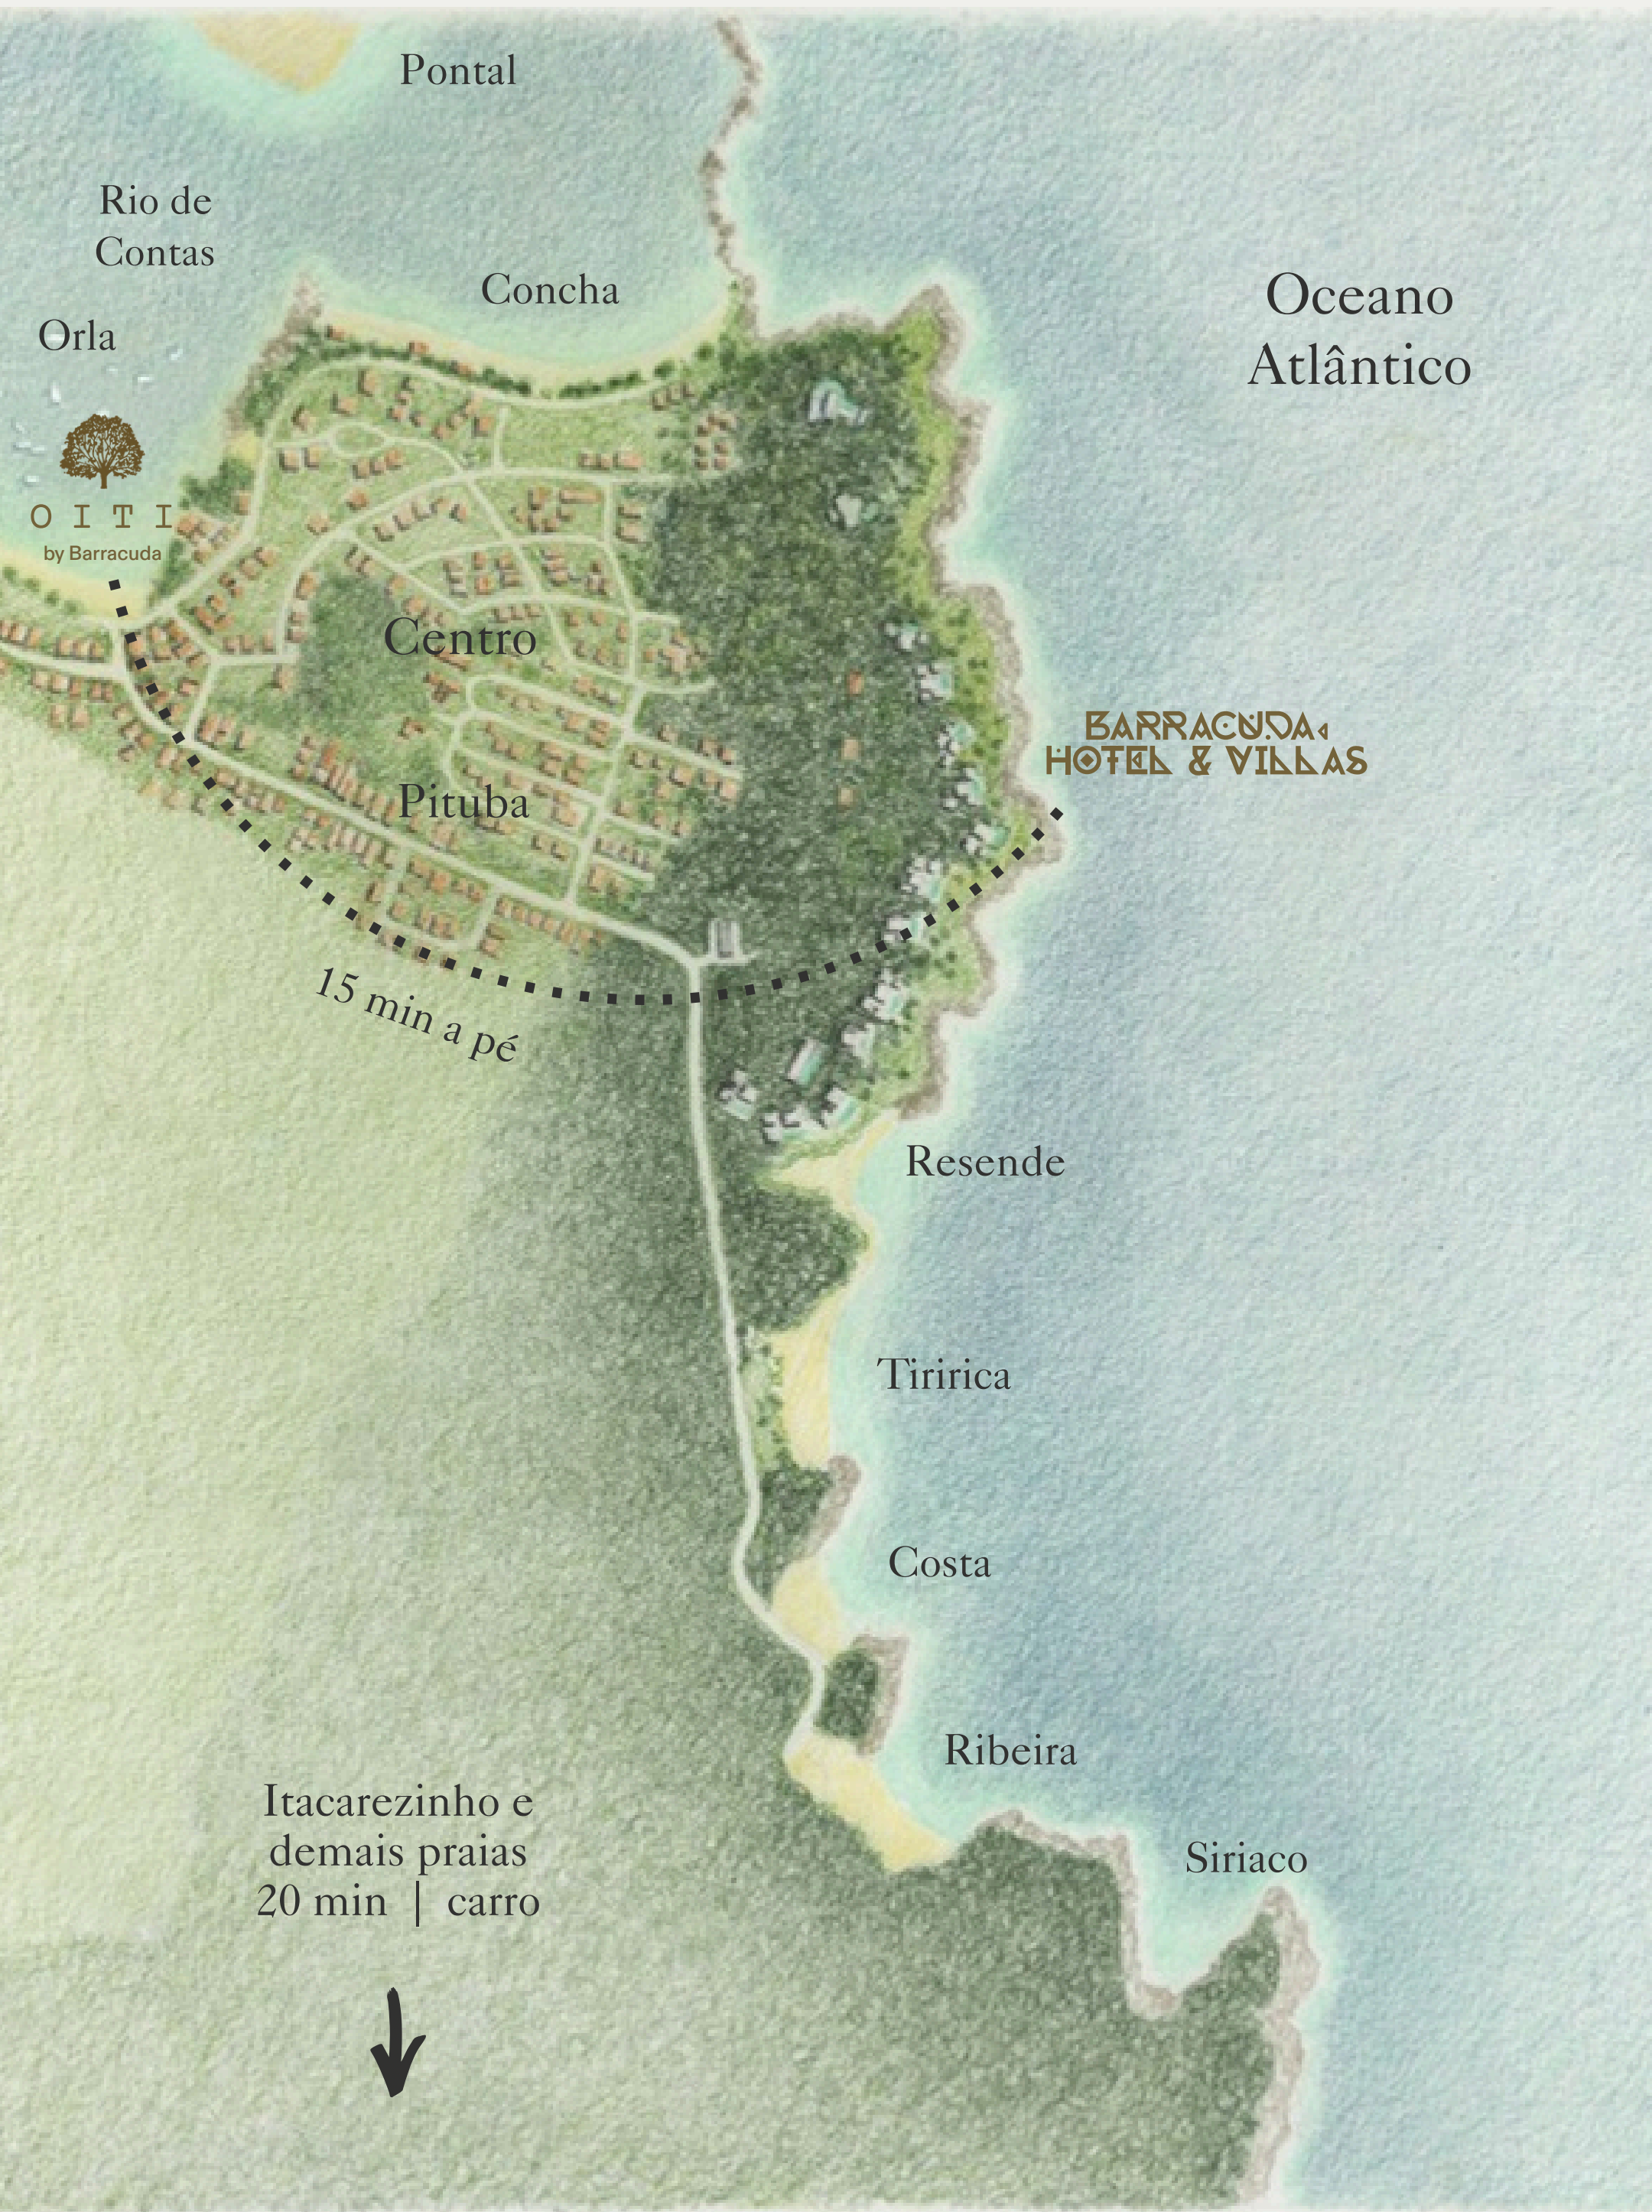 Pontal
Rio de
Contas
Concha
Orla
Oceano
Atlântico
OITI
by Barracuda
Centro
BARRACUDA
HOTEL & VILLAS
Pituba
15 min a pé
Resende
Tiririca
Costa
Ribeira
Itacarezinho e
demais praias
20 min | carro
Siriaco